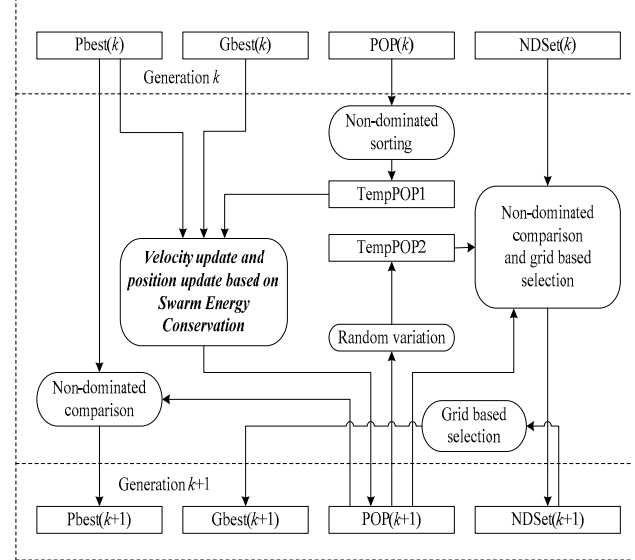 Pbest(k)
Gbest(k)
POP(k)
NDSet(k)
Generation k
Non-dominated
sorting
TempPOP1
Non-dominated
comparison
and grid based
selection
TempPOP2
Velocity update and
position update based on
Swarm Energy
Conservation
Random variation
Non-dominated
comparison
Grid based
selection
Generation k+1
Pbest(k+1)
Gbest(k+1)
POP(k+1)
NDSet(k+1)